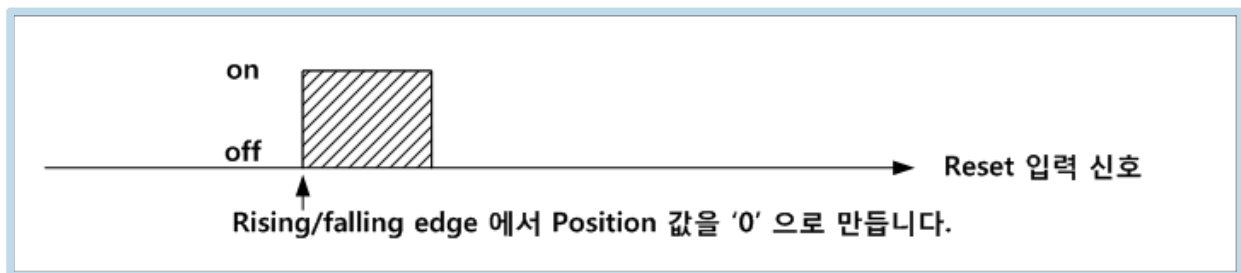 on
off
Reset 입력 신호
Rising/falling edge 에서 Position 값을 ‘0’ 으로 만듭니다.